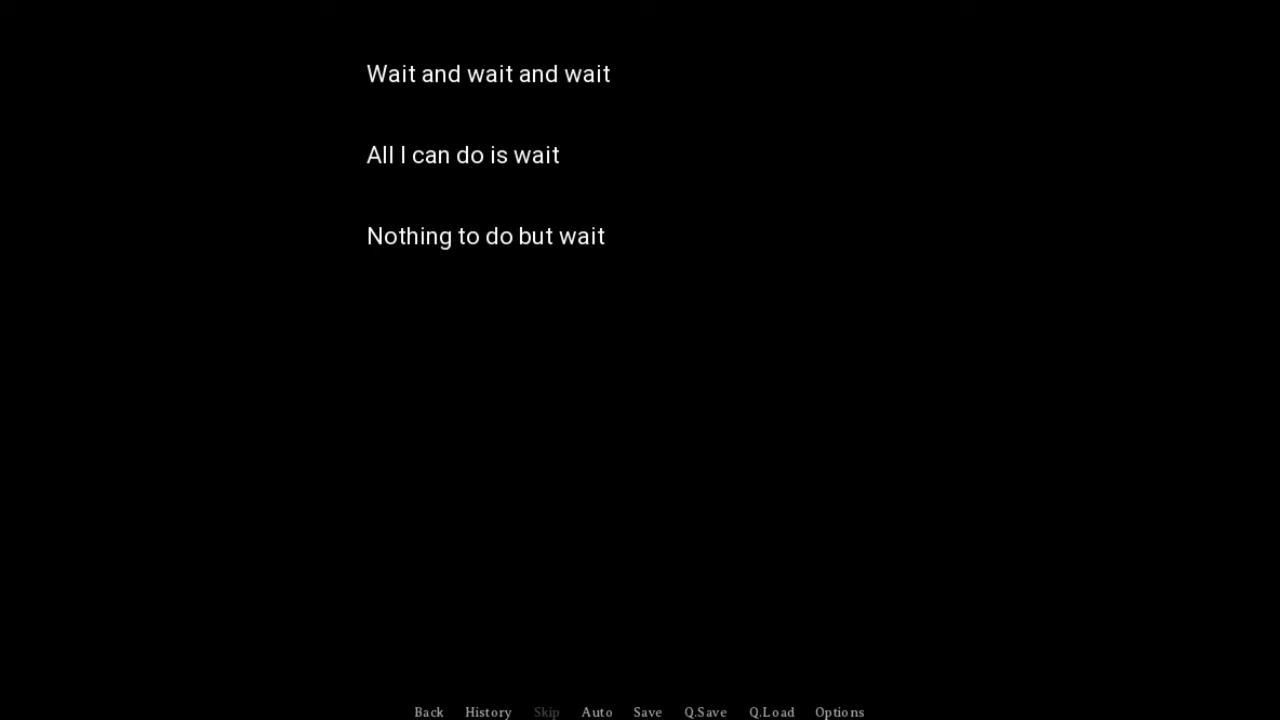 Wait and wait and wait
All I can do is wait
Nothing to do but wait
Back History Skip Auto Save Q.Save Q.Load Options